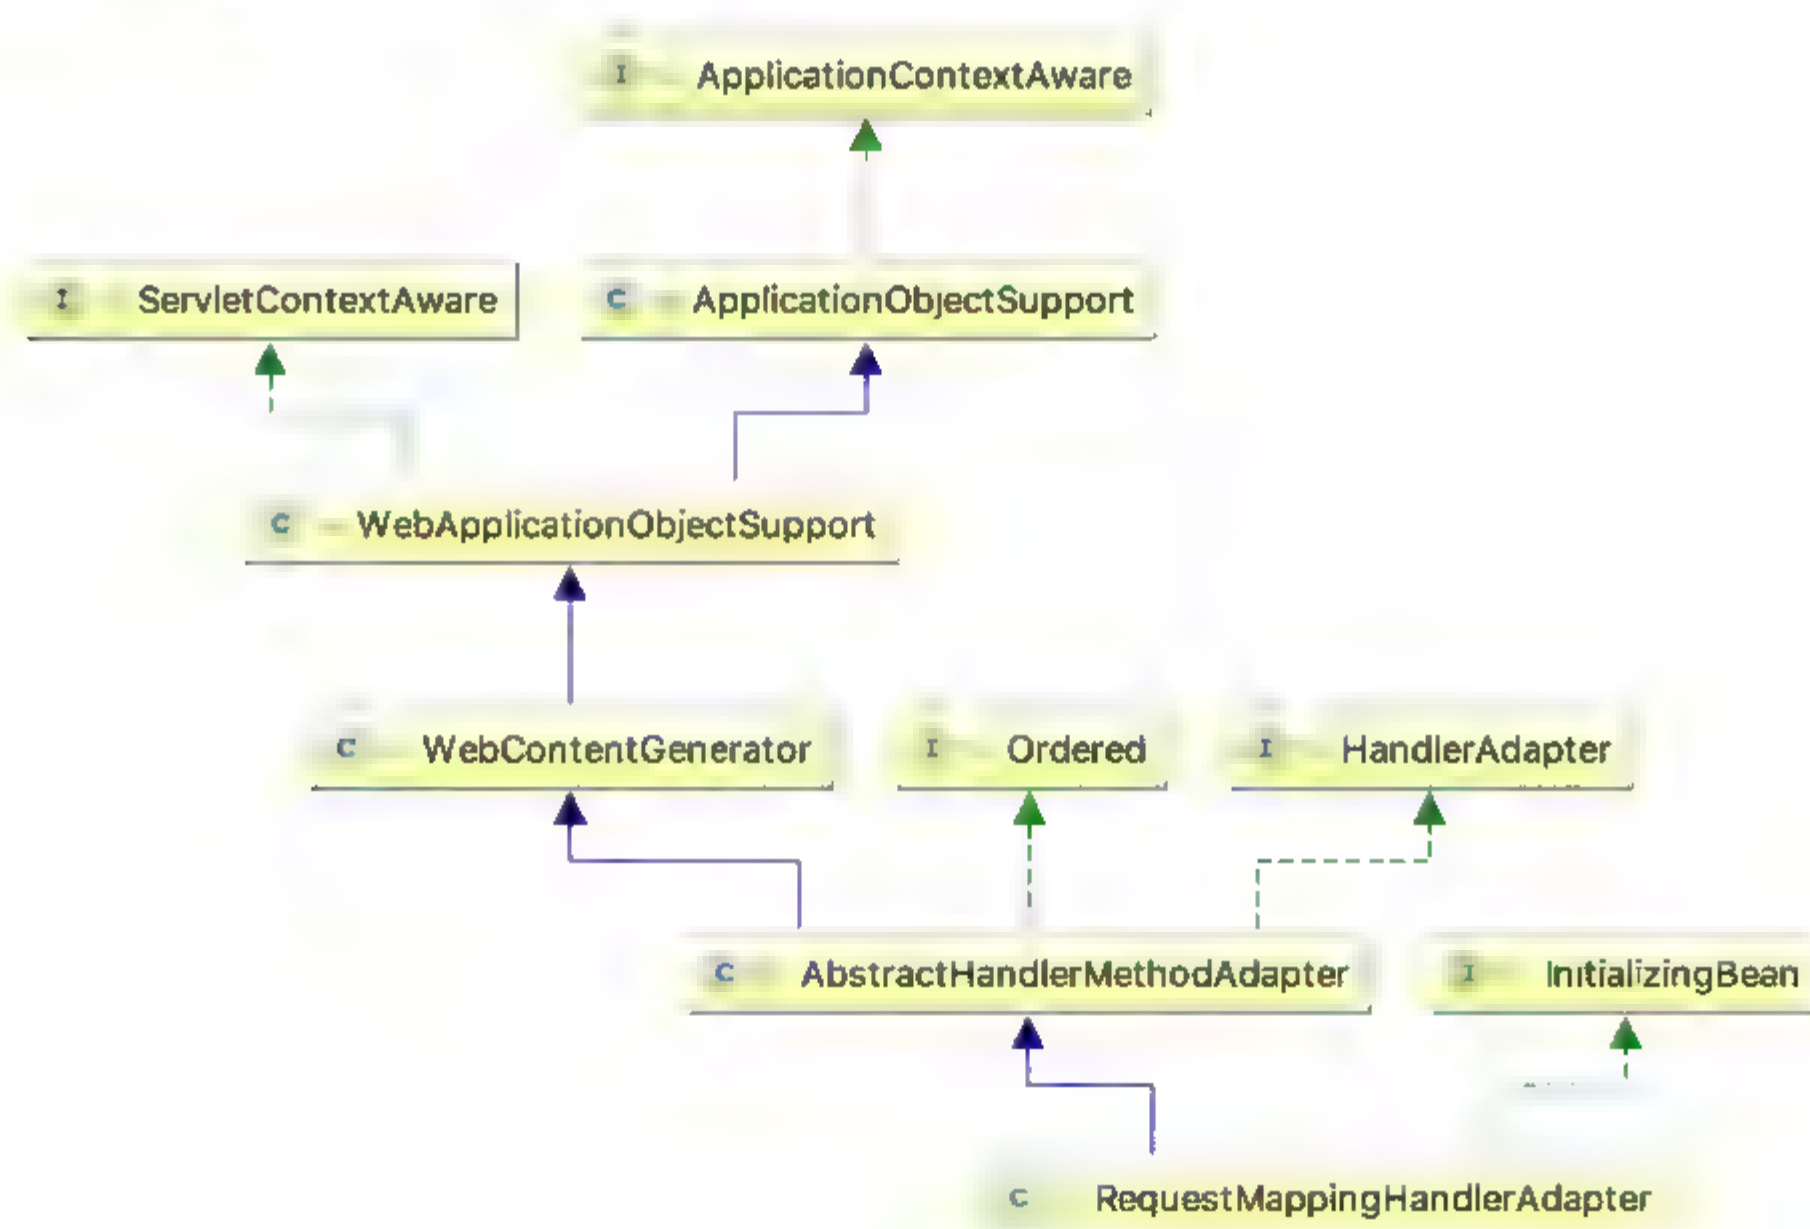 I ApplicationContextAware
I ServletContextAware
C ApplicationObjectSupport
C WebApplicationObjectSupport
C WebContentGenerator
I Ordered
I HandlerAdapter
C AbstractHandlerMethodAdapter
I InitializingBean
C RequestMappingHandlerAdapter